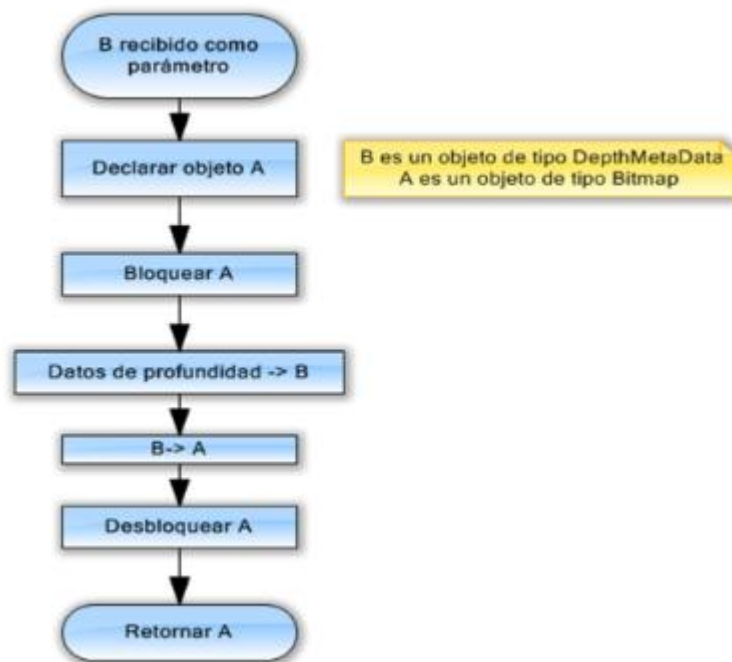 B recibido como
parámetro
Declarar objeto A
B es un objeto de tipo DepthMetaData
A es un objeto de tipo Bitmap
Bloquear A
Datos de profundidad -> B
B-> A
Desbloquear A
Retornar A